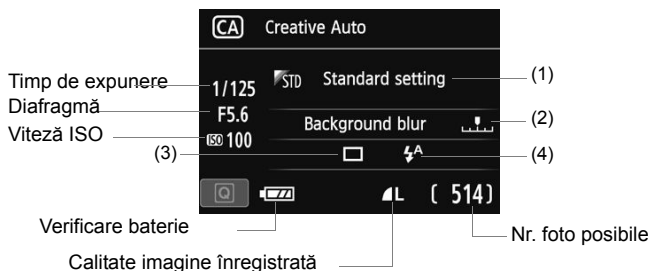 CA Creative Auto
Timp de expunere
1/125
STD Standard setting
(1)
Diafragmă
F5.6
Background blur
(2)
Viteză ISO
ISO 100
(3)
A
(4)
Q
L
( 514)
Verificare baterie
Nr. foto posibile
Calitate imagine înregistrată